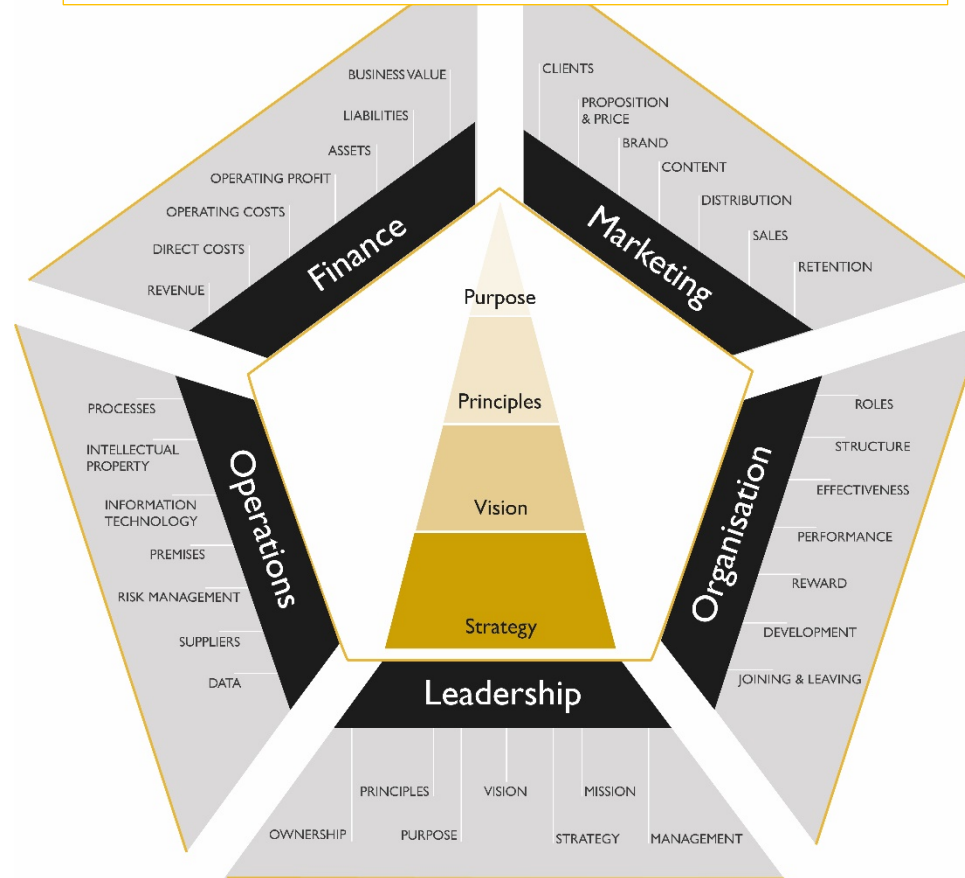 BUSINESS VALUE
LIABILITIES
ASSETS
OPERATING PROFIT
OPERATING COSTS
DIRECT COSTS
REVENUE
Finance
CLIENTS
PROPOSITION
& PRICE
BRAND
CONTENT
DISTRIBUTION
SALES
RETENTION
Marketing
Purpose
Principles
Vision
Strategy
PROCESSES
INTELLECTUAL
PROPERTY
INFORMATION
TECHNOLOGY
PREMISES
RISK MANAGEMENT
SUPPLIERS
DATA
Operations
ROLES
STRUCTURE
EFFECTIVENESS
PERFORMANCE
REWARD
DEVELOPMENT
JOINING & LEAVING
Organisation
Leadership
PRINCIPLES
VISION
MISSION
OWNERSHIP
PURPOSE
STRATEGY
MANAGEMENT